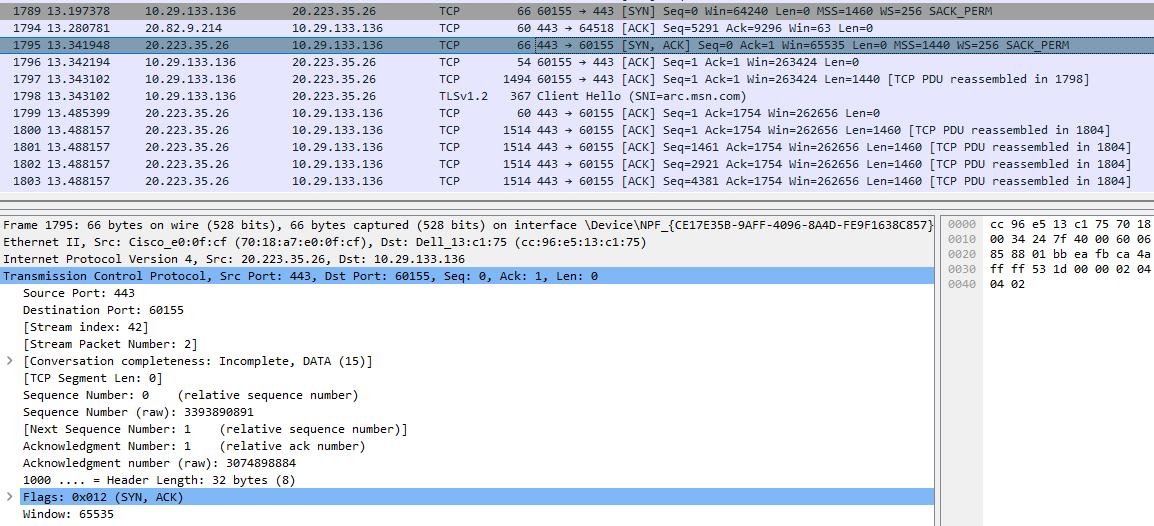 1789 13.197378 10.29.133.136 20.223.35.26 TCP 66 60155 → 443 [SYN] Seq=0 Win=64240 Len=0 MSS=1460 WS=256 SACK_PERM
1794 13.280781 20.82.9.214 10.29.133.136 TCP 60 443 → 64518 [ACK] Seq=5291 Ack=9296 Win=63 Len=0
1795 13.341948 20.223.35.26 10.29.133.136 TCP 66 443 → 60155 [SYN, ACK] Seq=0 Ack=1 Win=65535 Len=0 MSS=1440 WS=256 SACK_PERM
1796 13.342194 10.29.133.136 20.223.35.26 TCP 54 60155 → 443 [ACK] Seq=1 Ack=1 Win=263424 Len=0
1797 13.343102 10.29.133.136 20.223.35.26 TCP 1494 60155 → 443 [ACK] Seq=1 Ack=1 Win=263424 Len=1440 [TCP PDU reassembled in 1798]
1798 13.343102 10.29.133.136 20.223.35.26 TLSv1.2 367 Client Hello (SNI=arc.msn.com)
1799 13.485399 20.223.35.26 10.29.133.136 TCP 60 443 → 60155 [ACK] Seq=1 Ack=1754 Win=262656 Len=0
1800 13.488157 20.223.35.26 10.29.133.136 TCP 1514 443 → 60155 [ACK] Seq=1 Ack=1754 Win=262656 Len=1460 [TCP PDU reassembled in 1804]
1801 13.488157 20.223.35.26 10.29.133.136 TCP 1514 443 → 60155 [ACK] Seq=1461 Ack=1754 Win=262656 Len=1460 [TCP PDU reassembled in 1804]
1802 13.488157 20.223.35.26 10.29.133.136 TCP 1514 443 → 60155 [ACK] Seq=2921 Ack=1754 Win=262656 Len=1460 [TCP PDU reassembled in 1804]
1803 13.488157 20.223.35.26 10.29.133.136 TCP 1514 443 → 60155 [ACK] Seq=4381 Ack=1754 Win=262656 Len=1460 [TCP PDU reassembled in 1804]
Frame 1795: 66 bytes on wire (528 bits), 66 bytes captured (528 bits) on interface \Device\NPF_{CE17E35B-9AFF-4096-8A4D-FE9F1638C857}
Ethernet II, Src: Cisco_e0:0f:cf (70:18:a7:e0:0f:cf), Dst: Dell_13:c1:75 (cc:96:e5:13:c1:75)
Internet Protocol Version 4, Src: 20.223.35.26, Dst: 10.29.133.136
Transmission Control Protocol, Src Port: 443, Dst Port: 60155, Seq: 0, Ack: 1, Len: 0
Source Port: 443
Destination Port: 60155
[Stream index: 42]
[Stream Packet Number: 2]
[Conversation completeness: Incomplete, DATA (15)]
[TCP Segment Len: 0]
Sequence Number: 0 (relative sequence number)
Sequence Number (raw): 3393890891
[Next Sequence Number: 1 (relative sequence number)]
Acknowledgment Number: 1 (relative ack number)
Acknowledgment number (raw): 3074898884
1000 .... = Header Length: 32 bytes (8)
Flags: 0x012 (SYN, ACK)
Window: 65535
0000 cc 96 e5 13 c1 75 70 18
0010 00 34 24 7f 40 00 60 06
0020 85 88 01 bb ea fb ca 4a
0030 ff ff 53 1d 00 00 02 04
0040 04 02